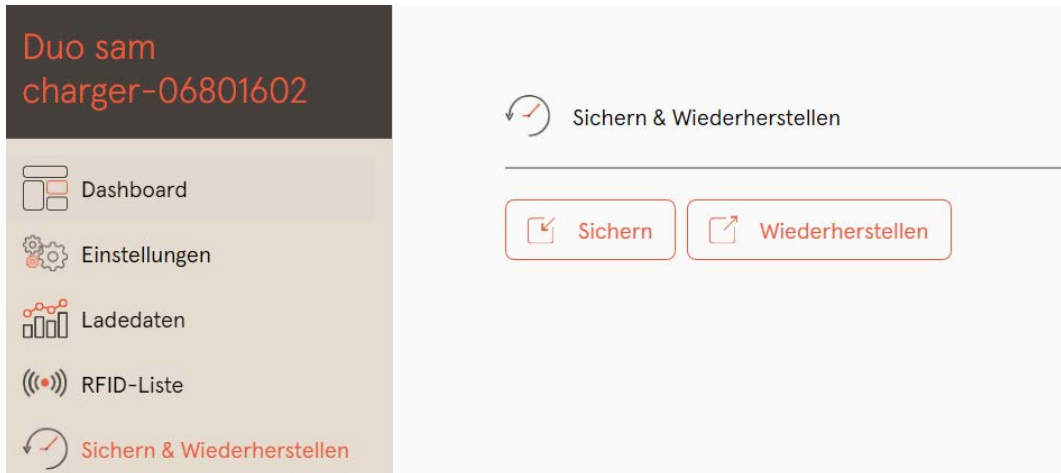 Duo sam
charger-06801602
Dashboard
Einstellungen
Ladedaten
RFID-Liste
Sichern & Wiederherstellen
Sichern & Wiederherstellen
Sichern
Wiederherstellen